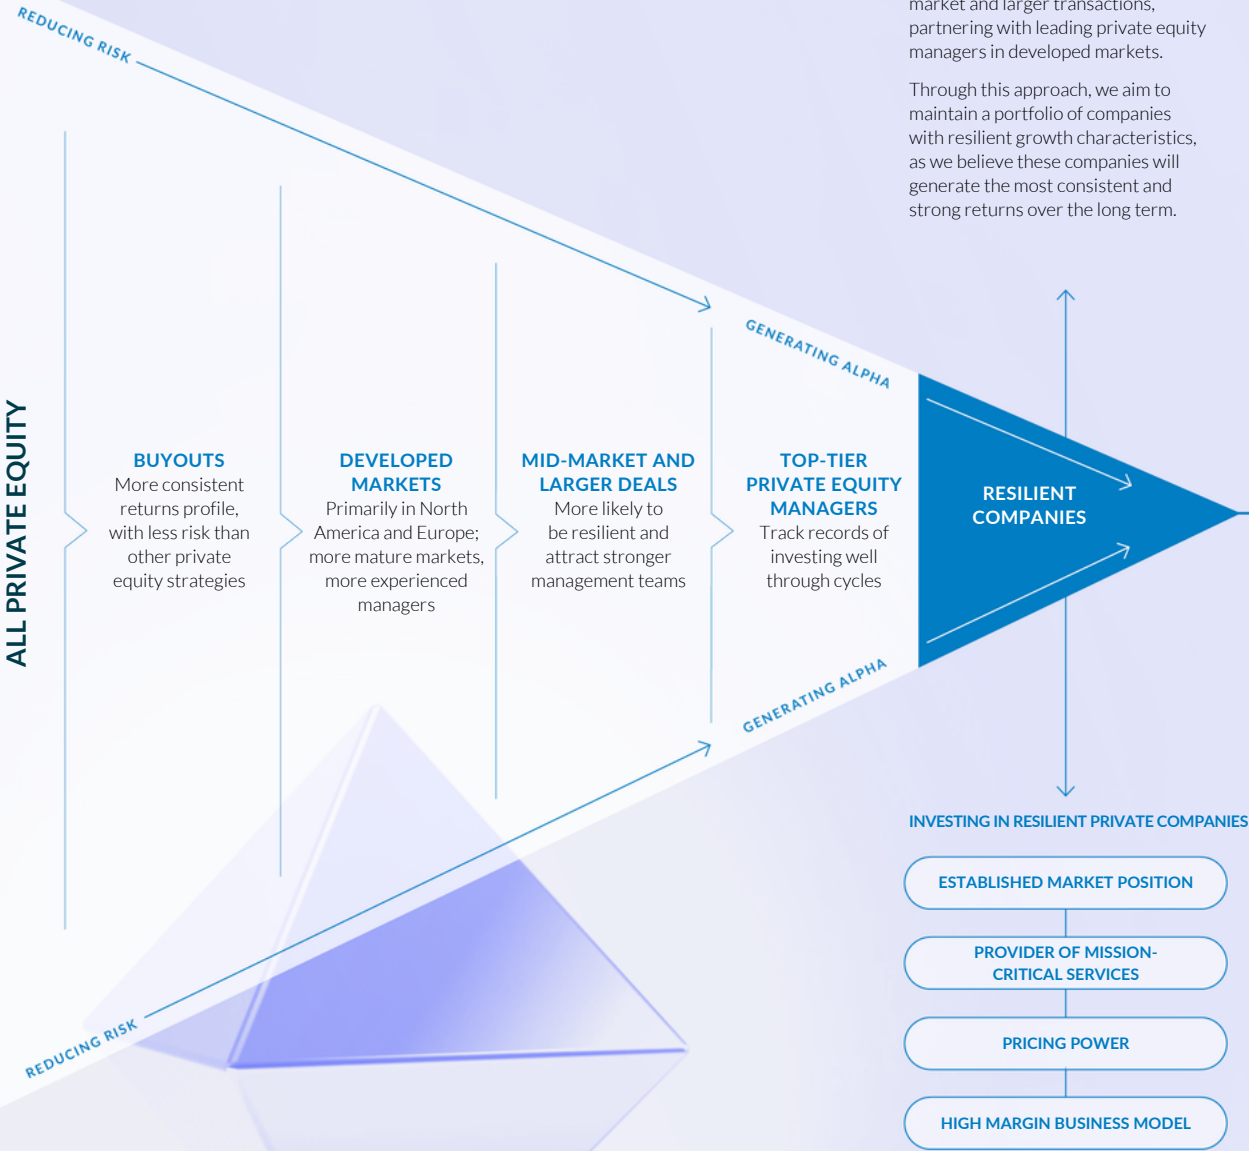 market and larger transactions,
partnering with leading private equity
managers in developed markets.
Through this approach, we aim to
maintain a portfolio of companies
with resilient growth characteristics,
as we believe these companies will
generate the most consistent and
strong returns over the long term.
REDUCING RISK
GENERATING ALPHA
ALL PRIVATE EQUITY
BUYOUTS
More consistent
returns profile,
with less risk than
other private
equity strategies
DEVELOPED
MARKETS
Primarily in North
America and Europe;
more mature markets,
more experienced
managers
MID-MARKET AND
LARGER DEALS
More likely to
be resilient and
attract stronger
management teams
TOP-TIER
PRIVATE EQUITY
MANAGERS
Track records of
investing well
through cycles
RESILIENT
COMPANIES
GENERATING ALPHA
REDUCING RISK
INVESTING IN RESILIENT PRIVATE COMPANIES
ESTABLISHED MARKET POSITION
PROVIDER OF MISSION-
CRITICAL SERVICES
PRICING POWER
HIGH MARGIN BUSINESS MODEL